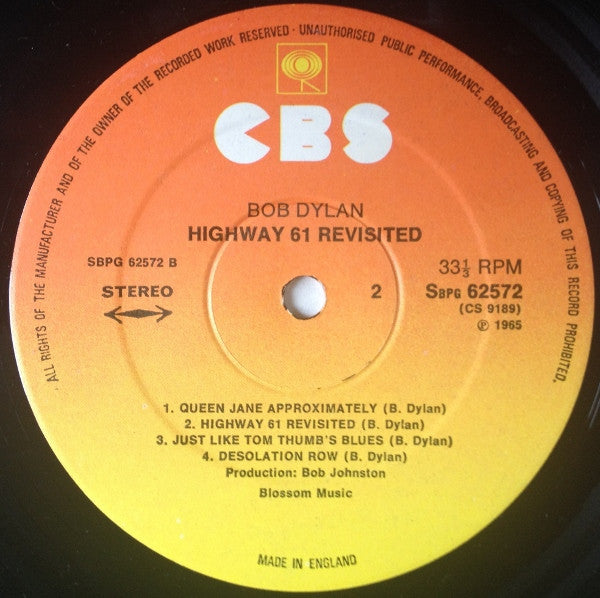 ALL RIGHTS OF THE MANUFACTURER AND OF THE OWNER OF THE RECORDED WORK RESERVED · UNAUTHORISED PUBLIC PERFORMANCE, BROADCASTING AND COPYING OF THIS RECORD PROHIBITED.
CBS
BOB DYLAN
HIGHWAY 61 REVISITED
SBPG 62572 B
33⅓ RPM
STEREO
2
SBPG 62572
(CS 9189)
℗ 1965
1. QUEEN JANE APPROXIMATELY (B. Dylan)
2. HIGHWAY 61 REVISITED (B. Dylan)
3. JUST LIKE TOM THUMB'S BLUES (B. Dylan)
4. DESOLATION ROW (B. Dylan)
Production: Bob Johnston
Blossom Music
MADE IN ENGLAND